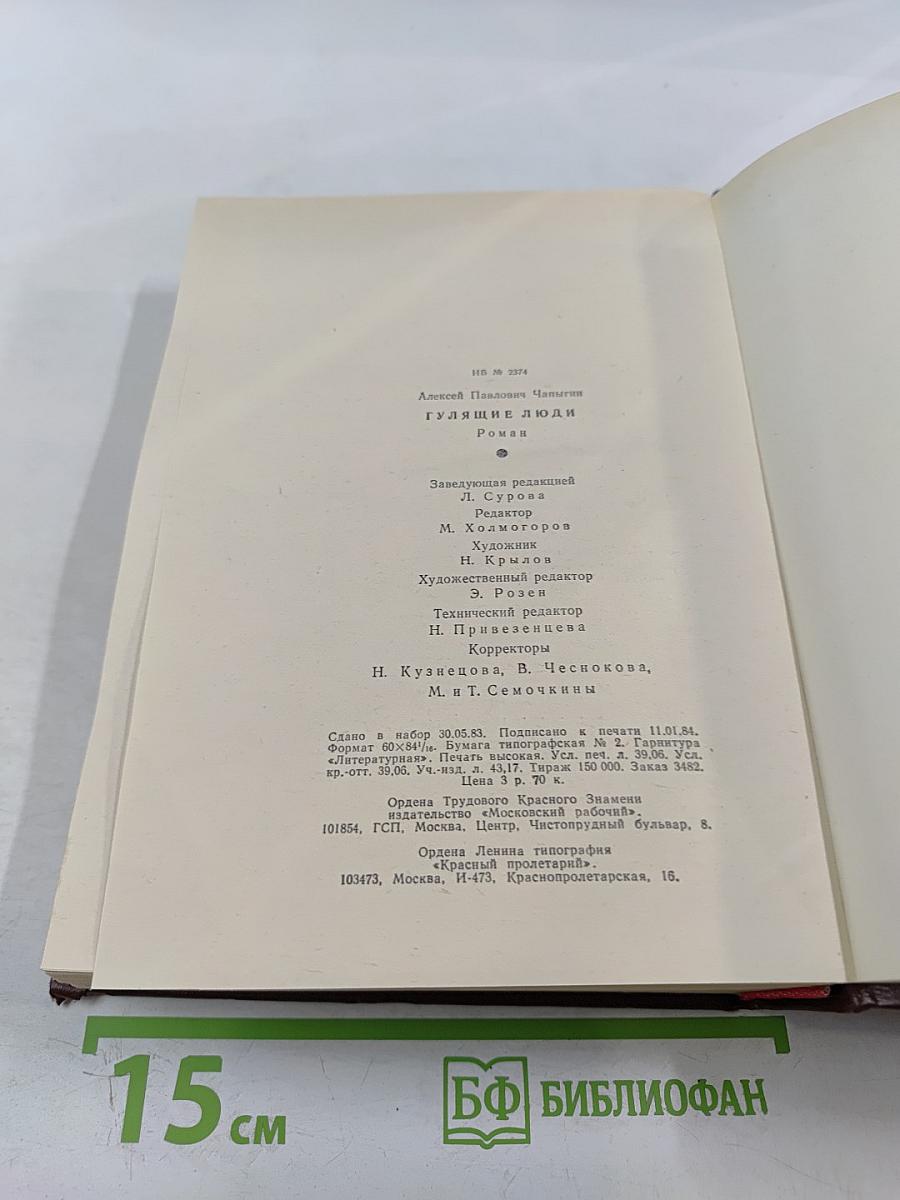 ИБ № 2374
Алексей Павлович Чапыгин
ГУЛЯЩИЕ ЛЮДИ
Роман
Заведующая редакцией
Л. Сурова
Редактор
М. Холмогоров
Художник
Н. Крылов
Художественный редактор
Э. Розен
Технический редактор
Н. Привезенцева
Корректоры
Н. Кузнецова, В. Чеснокова,
М. и Т. Семочкины
Сдано в набор 30.05.83. Подписано к печати 11.01.84.
Формат 60×84¹/₁₆. Бумага типографская № 2. Гарнитура
«Литературная». Печать высокая. Усл. печ. л. 39,06. Усл.
кр.-отт. 39,06. Уч.-изд. л. 43,17. Тираж 150 000. Заказ 3482.
Цена 3 р. 70 к.
Ордена Трудового Красного Знамени
издательство «Московский рабочий».
101854, ГСП, Москва, Центр, Чистопрудный бульвар, 8.
Ордена Ленина типография
«Красный пролетарий».
103473, Москва, И-473, Краснопролетарская, 16.
15 см
БФ БИБЛИОФАН